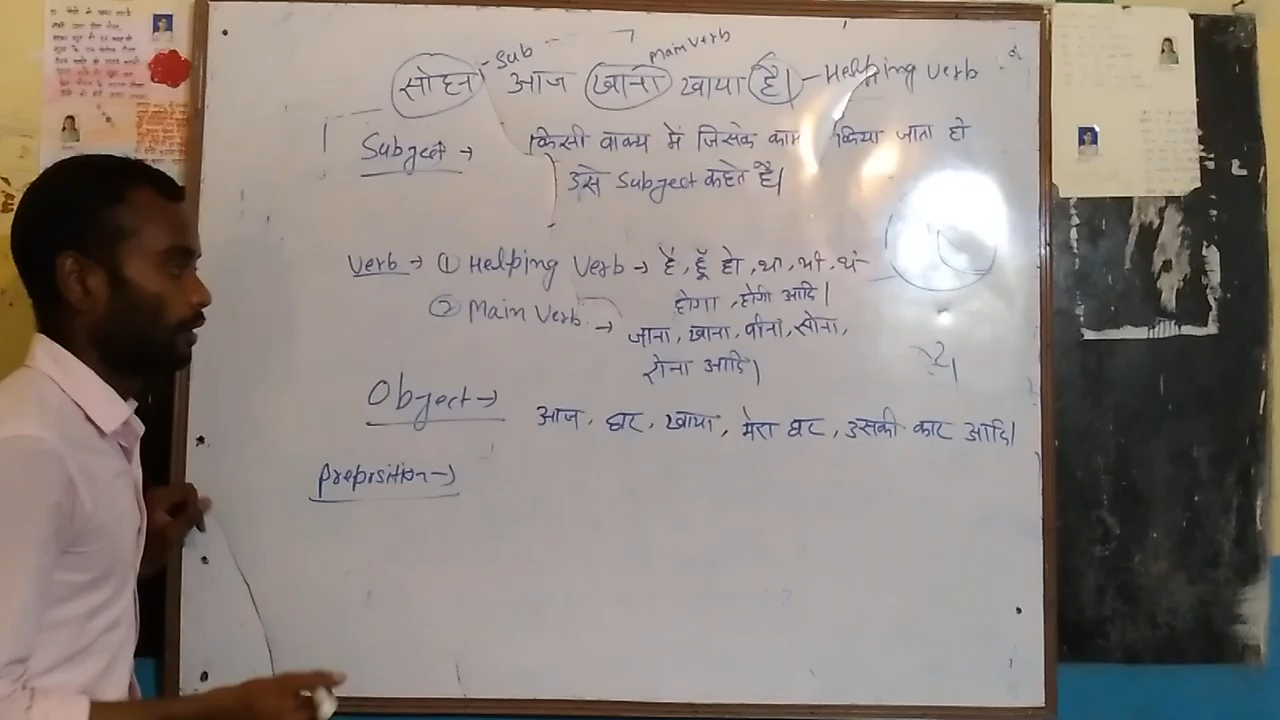 सोहन - Sub आज खाना Main Verb खाया है। - Helping Verb
Subject → किसी वाक्य में जिसके काम किया जाता हो
उसे Subject कहते है।
Verb → ① Helping Verb → है, हूँ हो, था, थी, थे
होगा, होगी आदि।
② Main Verb → जाना, खाना, पीना, सोना,
रोना आदि।
Object → आज, घर, खाया, मेरा घर, उसकी कार आदि।
Preposition →